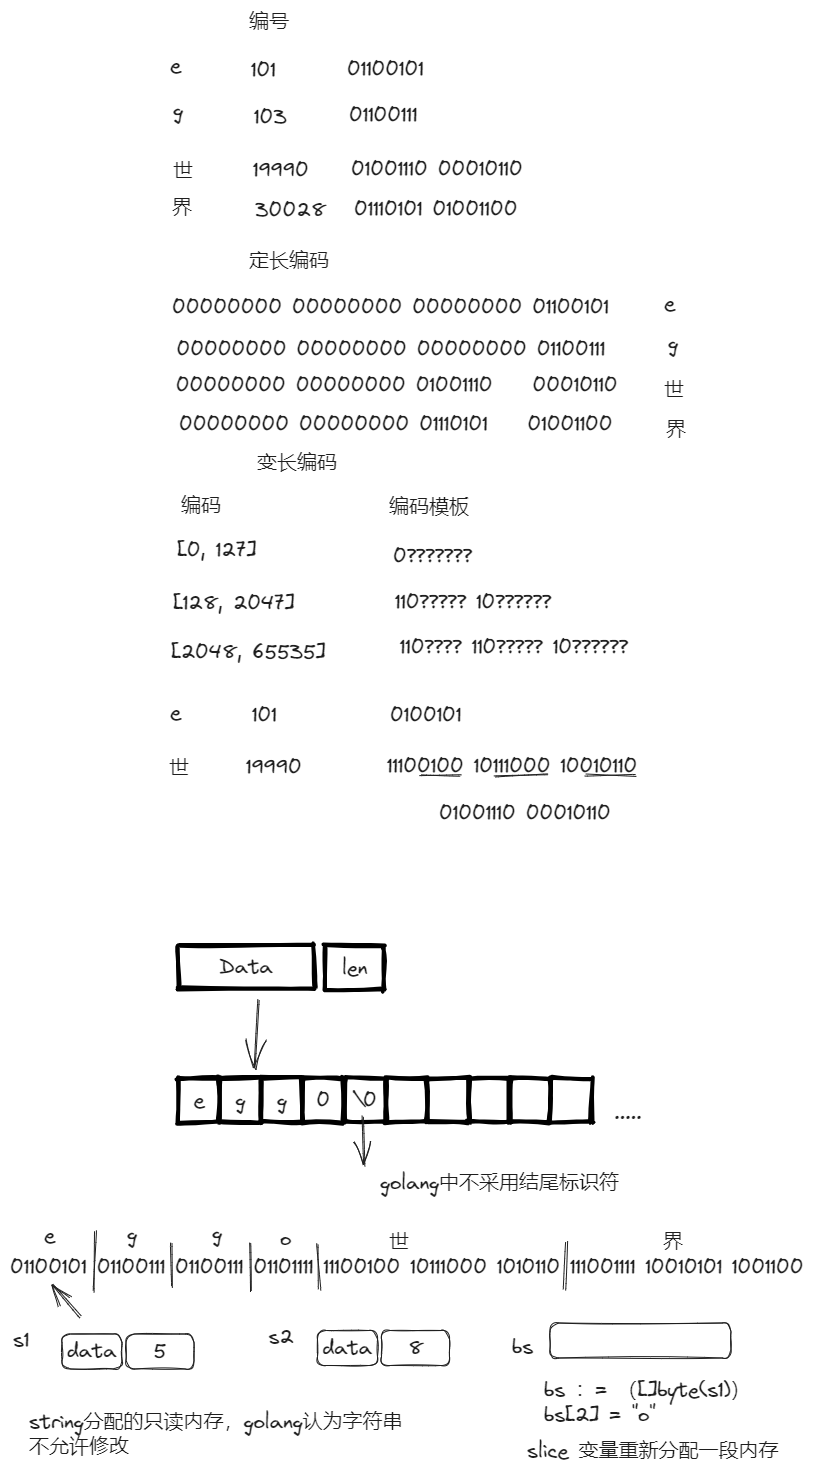 编号
e 101 01100101
g 103 01100111
世 19990 01001110 00010110
界 30028 01110101 01001100
定长编码
00000000 00000000 00000000 01100101 e
00000000 00000000 00000000 01100111 g
00000000 00000000 01001110 00010110 世
00000000 00000000 01110101 01001100 界
变长编码
编码 编码模板
[0, 127] 0???????
[128, 2047] 110????? 10??????
[2048, 65535] 110???? 110????? 10??????
e 101 0100101
世 19990 11100100 10111000 10010110
01001110 00010110
Data len
e g g 0 \0 .....
golang中不采用结尾标识符
e g g o 世 界
01100101 01100111 01100111 01101111 11100100 10111000 1010110 111001111 10010101 1001100
s1 data 5 s2 data 8 bs
bs := ([]byte(s1))
bs[2] = "o"
string分配的只读内存，golang认为字符串
不允许修改
slice 变量重新分配一段内存